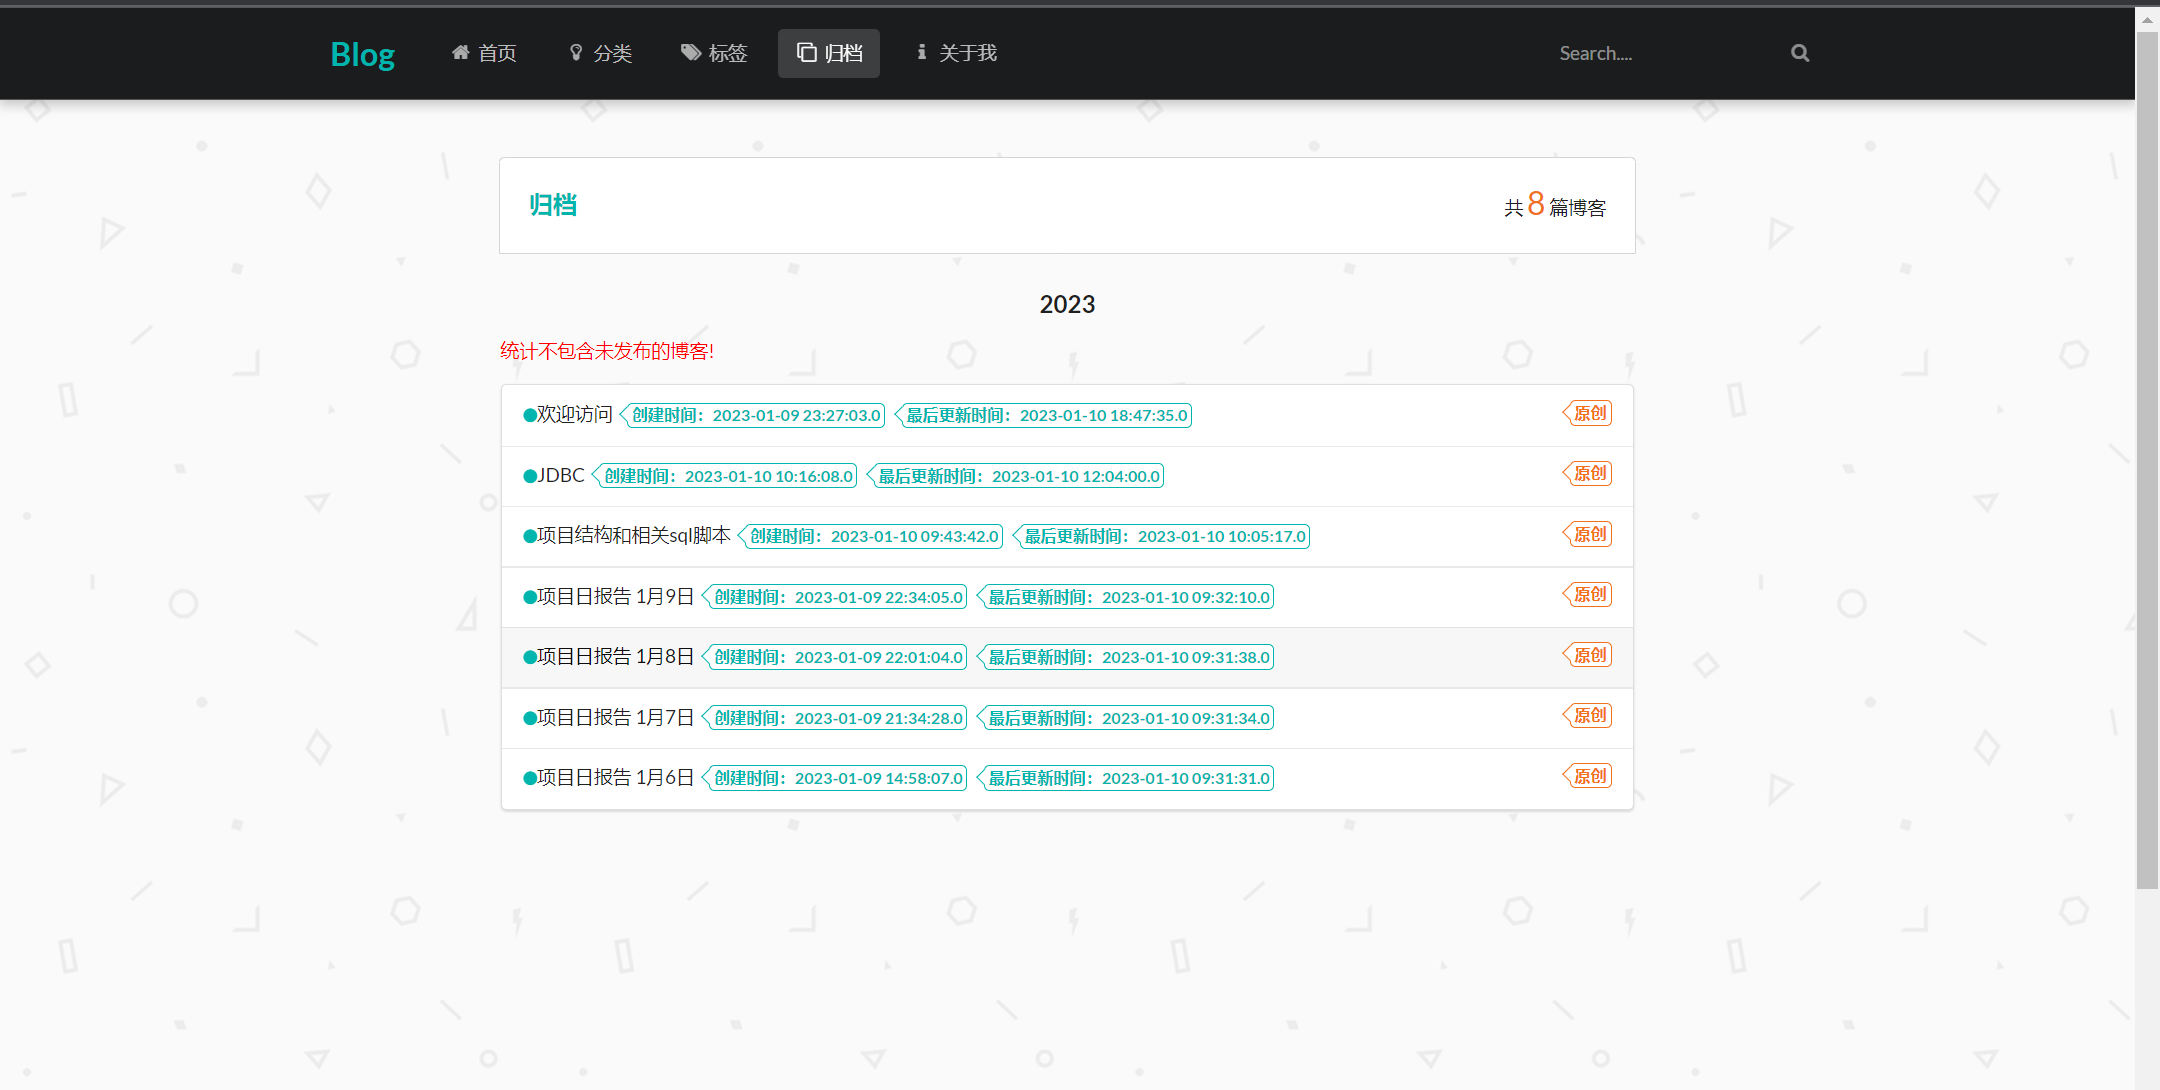 Blog 首页 分类 标签 归档 关于我 Search....
归档 共 8 篇博客
2023
统计不包含未发布的博客!
欢迎访问 创建时间：2023-01-09 23:27:03.0 最后更新时间：2023-01-10 18:47:35.0 原创
JDBC 创建时间：2023-01-10 10:16:08.0 最后更新时间：2023-01-10 12:04:00.0 原创
项目结构和相关sql脚本 创建时间：2023-01-10 09:43:42.0 最后更新时间：2023-01-10 10:05:17.0 原创
项目日报告 1月9日 创建时间：2023-01-09 22:34:05.0 最后更新时间：2023-01-10 09:32:10.0 原创
项目日报告 1月8日 创建时间：2023-01-09 22:01:04.0 最后更新时间：2023-01-10 09:31:38.0 原创
项目日报告 1月7日 创建时间：2023-01-09 21:34:28.0 最后更新时间：2023-01-10 09:31:34.0 原创
项目日报告 1月6日 创建时间：2023-01-09 14:58:07.0 最后更新时间：2023-01-10 09:31:31.0 原创